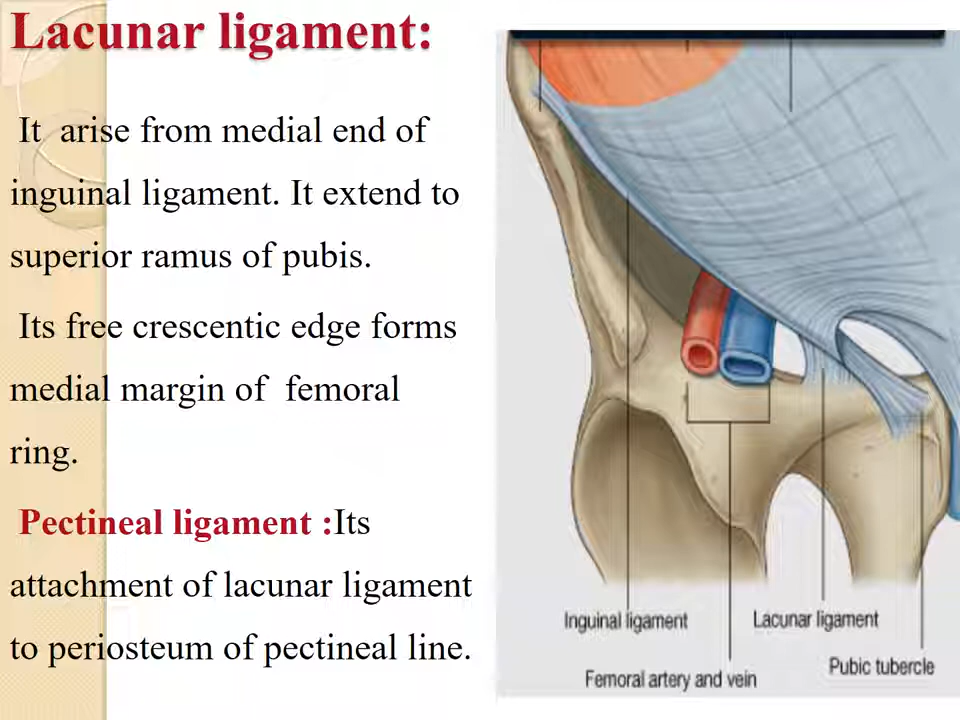 Lacunar ligament:
It arise from medial end of
inguinal ligament. It extend to
superior ramus of pubis.
Its free crescentic edge forms
medial margin of femoral
ring.
Pectineal ligament :Its
attachment of lacunar ligament
to periosteum of pectineal line.
Inguinal ligament
Lacunar ligament
Femoral artery and vein
Pubic tubercle